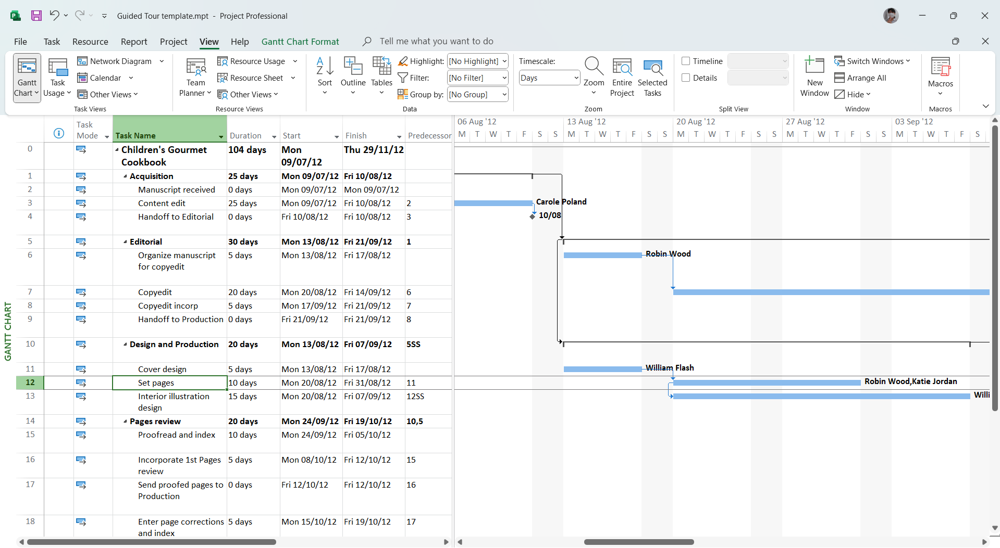 Guided Tour template.mpt - Project Professional
File Task Resource Report Project View Help Gantt Chart Format Tell me what you want to do
Gantt Chart
Task Usage
Network Diagram
Calendar
Other Views
Task Views
Team Planner
Resource Usage
Resource Sheet
Other Views
Resource Views
Sort
Outline
Tables
Highlight: [No Highlight]
Filter: [No Filter]
Group by: [No Group]
Data
Timescale:
Days
Zoom
Entire Project
Selected Tasks
Zoom
Timeline
Details
Split View
New Window
Switch Windows
Arrange All
Hide
Window
Macros
Macros
GANTT CHART
Task Mode Task Name Duration Start Finish Predecessor
0 Children's Gourmet Cookbook 104 days Mon 09/07/12 Thu 29/11/12
1 Acquisition 25 days Mon 09/07/12 Fri 10/08/12
2 Manuscript received 0 days Mon 09/07/12 Mon 09/07/12
3 Content edit 25 days Mon 09/07/12 Fri 10/08/12 2
4 Handoff to Editorial 0 days Fri 10/08/12 Fri 10/08/12 3
5 Editorial 30 days Mon 13/08/12 Fri 21/09/12 1
6 Organize manuscript for copyedit 5 days Mon 13/08/12 Fri 17/08/12
7 Copyedit 20 days Mon 20/08/12 Fri 14/09/12 6
8 Copyedit incorp 5 days Mon 17/09/12 Fri 21/09/12 7
9 Handoff to Production 0 days Fri 21/09/12 Fri 21/09/12 8
10 Design and Production 20 days Mon 13/08/12 Fri 07/09/12 5SS
11 Cover design 5 days Mon 13/08/12 Fri 17/08/12
12 Set pages 10 days Mon 20/08/12 Fri 31/08/12 11
13 Interior illustration design 15 days Mon 20/08/12 Fri 07/09/12 12SS
14 Pages review 20 days Mon 24/09/12 Fri 19/10/12 10,5
15 Proofread and index 10 days Mon 24/09/12 Fri 05/10/12
16 Incorporate 1st Pages review 5 days Mon 08/10/12 Fri 12/10/12 15
17 Send proofed pages to Production 0 days Fri 12/10/12 Fri 12/10/12 16
18 Enter page corrections and index 5 days Mon 15/10/12 Fri 19/10/12 17
06 Aug '12 13 Aug '12 20 Aug '12 27 Aug '12 03 Sep '12
M T W T F S S M T W T F S S M T W T F S S M T W T F S S M T W T F S
Carole Poland
10/08
Robin Wood
William Flash
Robin Wood,Katie Jordan
Willi